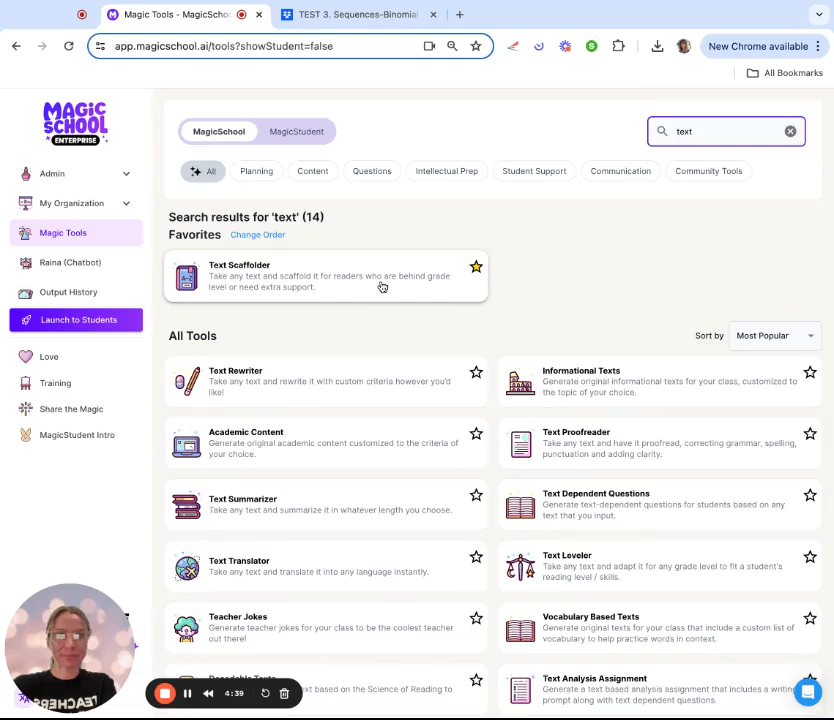 Magic Tools - MagicSchoo
TEST 3. Sequences-Binomia
app.magicschool.ai/tools?showStudent=false
New Chrome available
All Bookmarks
MAGIC
SCHOOL
ENTERPRISE
Admin
My Organization
Magic Tools
Raina (Chatbot)
Output History
Launch to Students
Love
Training
Share the Magic
MagicStudent Intro
MagicSchool
MagicStudent
text
All
Planning
Content
Questions
Intellectual Prep
Student Support
Communication
Community Tools
Search results for 'text' (14)
Favorites
Change Order
Text Scaffolder
Take any text and scaffold it for readers who are behind grade
level or need extra support.
All Tools
Sort by
Most Popular
Text Rewriter
Take any text and rewrite it with custom criteria however you'd
like!
Informational Texts
Generate original informational texts for your class, customized to
the topic of your choice.
Academic Content
Generate original academic content customized to the criteria of
your choice.
Text Proofreader
Take any text and have it proofread, correcting grammar, spelling,
punctuation and adding clarity.
Text Summarizer
Take any text and summarize it in whatever length you choose.
Text Dependent Questions
Generate text-dependent questions for students based on any
text that you input.
Text Translator
Take any text and translate it into any language instantly.
Text Leveler
Take any text and adapt it for any grade level to fit a student's
reading level / skills.
Teacher Jokes
Generate teacher jokes for your class to be the coolest teacher
out there!
Vocabulary Based Texts
Generate original texts for your class that include a custom list of
vocabulary to help practice words in context.
text based on the Science of Reading to
Text Analysis Assignment
Generate a text based analysis assignment that includes a writing
prompt along with text dependent questions.
4:39
TEACHERS